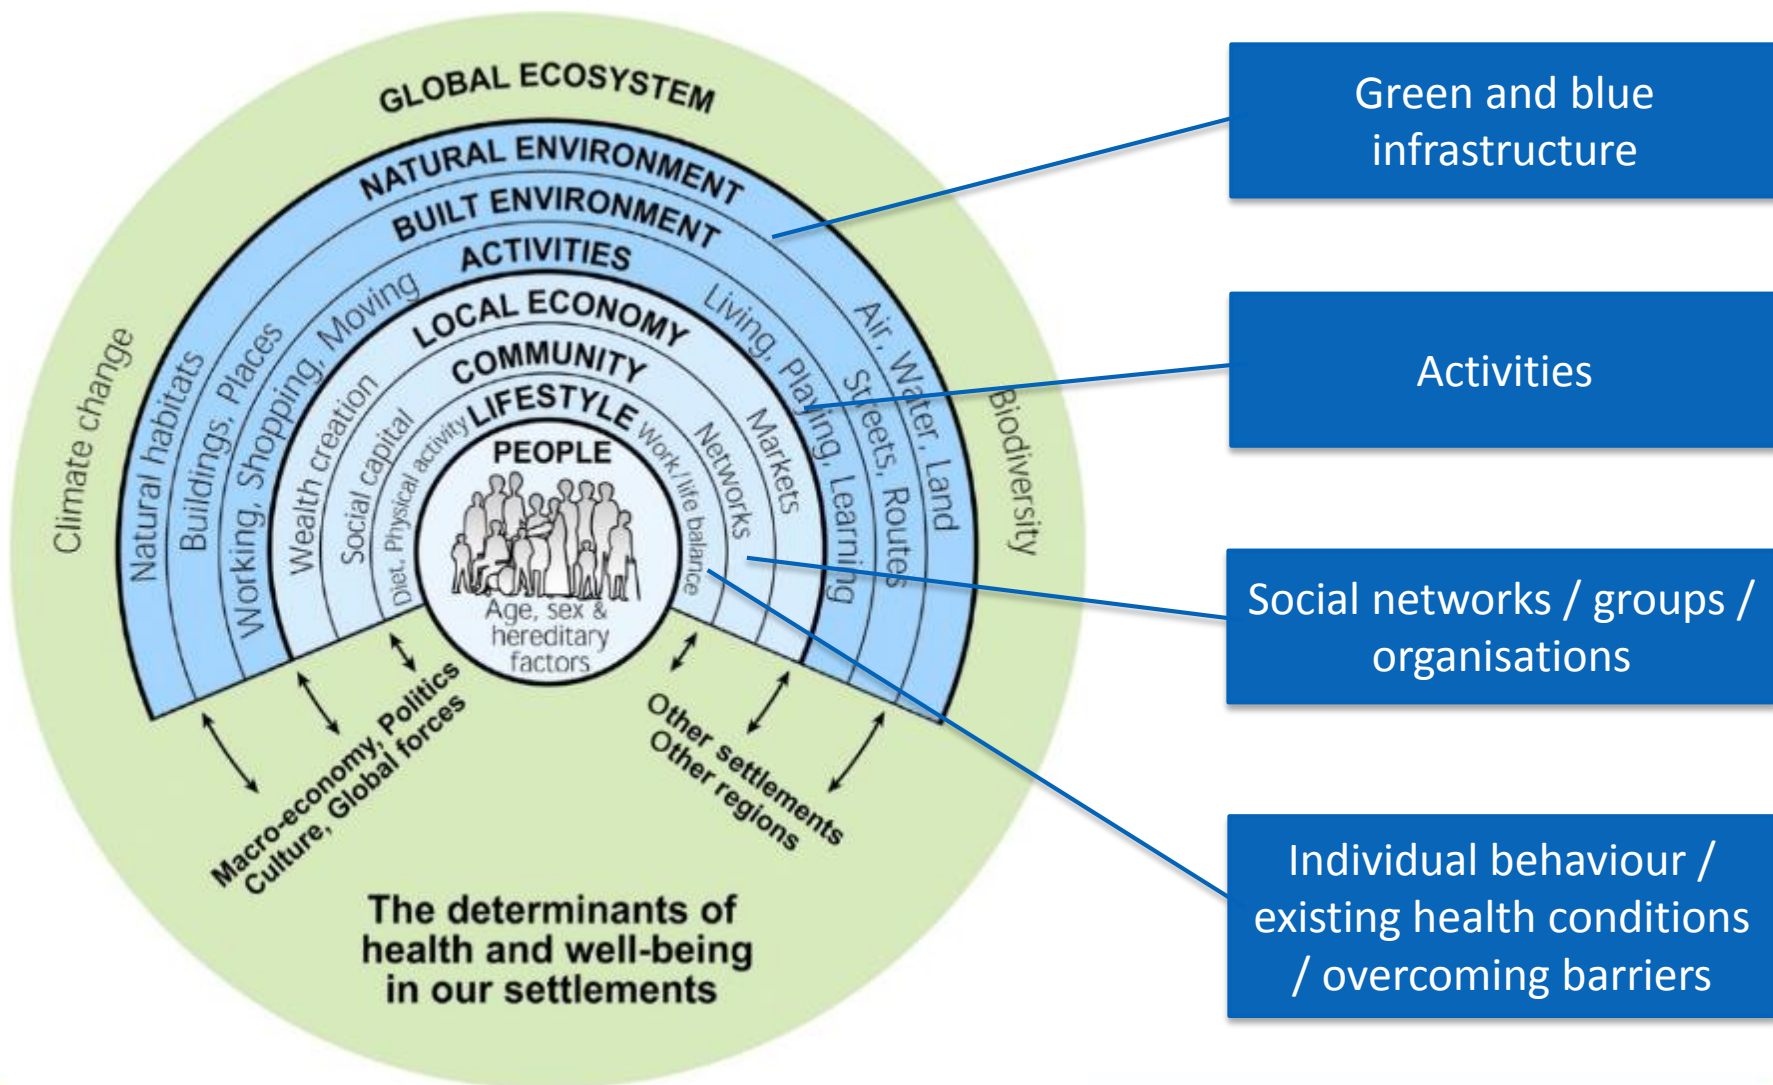 GLOBAL ECOSYSTEM
NATURAL ENVIRONMENT
BUILT ENVIRONMENT
ACTIVITIES
LOCAL ECONOMY
COMMUNITY
LIFESTYLE
PEOPLE
Age, sex &
hereditary
factors
Climate change
Natural habitats
Buildings, Places
Working, Shopping, Moving
Wealth creation
Social capital
Diet, Physical activity
Work/life balance
Networks
Markets
Living, Playing, Learning
Streets, Routes
Air, Water, Land
Biodiversity
Macro-economy, Politics
Culture, Global forces
Other settlements
Other regions
The determinants of
health and well-being
in our settlements
Green and blue
infrastructure
Activities
Social networks / groups /
organisations
Individual behaviour /
existing health conditions
/ overcoming barriers